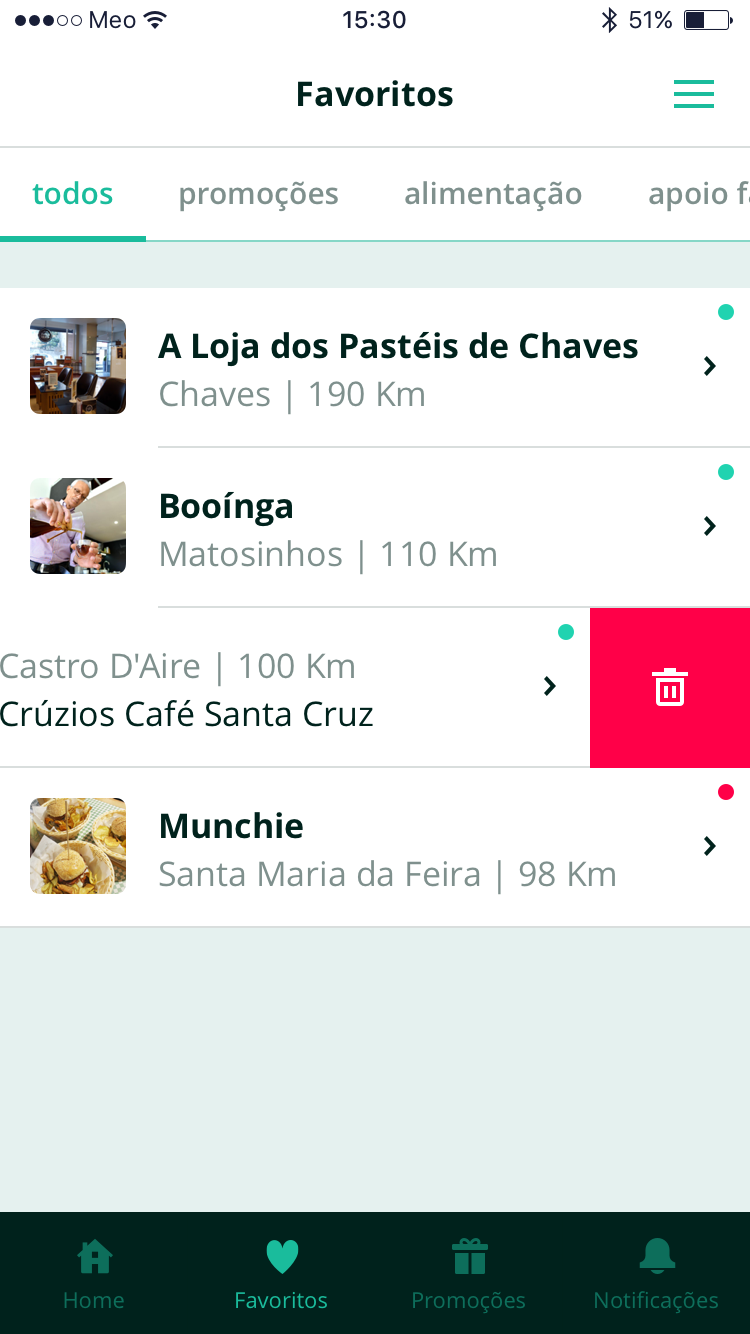 Meo 15:30 51%
Favoritos
todos promoções alimentação apoio fa
A Loja dos Pastéis de Chaves
Chaves | 190 Km
Booínga
Matosinhos | 110 Km
Castro D'Aire | 100 Km
Crúzios Café Santa Cruz
Munchie
Santa Maria da Feira | 98 Km
Home Favoritos Promoções Notificações